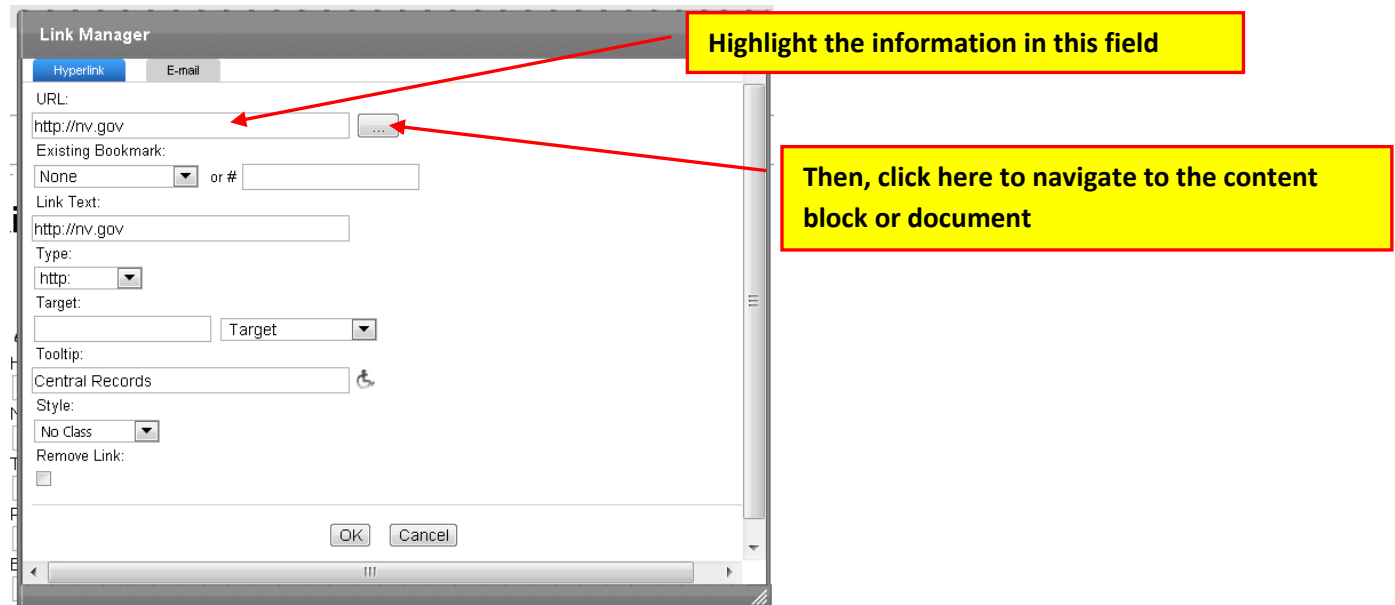 Link Manager
Highlight the information in this field
Hyperlink E-mail
URL:
http://nv.gov ...
Then, click here to navigate to the content
block or document
Existing Bookmark:
None or #
Link Text:
http://nv.gov
Type:
http:
Target:
Target
Tooltip:
Central Records
Style:
No Class
Remove Link:
OK Cancel